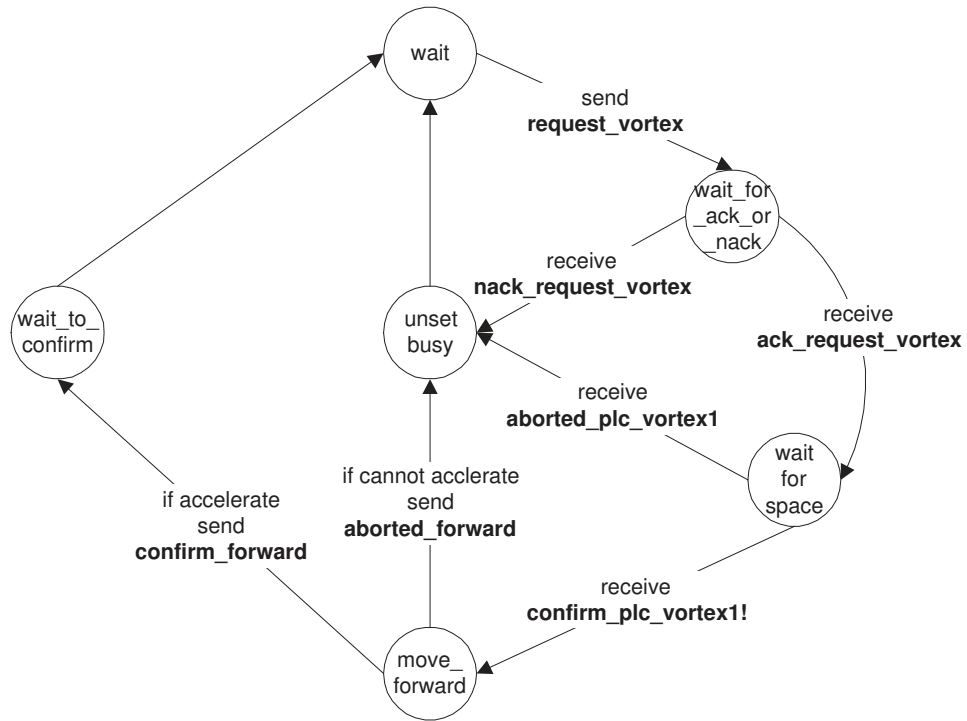 wait
send
request_vortex
wait_for
_ack_or
_nack
receive
nack_request_vortex
receive
ack_request_vortex
wait_to_
confirm
unset
busy
receive
aborted_plc_vortex1
wait
for
space
if cannot acclerate
send
aborted_forward
if accelerate
send
confirm_forward
receive
confirm_plc_vortex1!
move_
forward